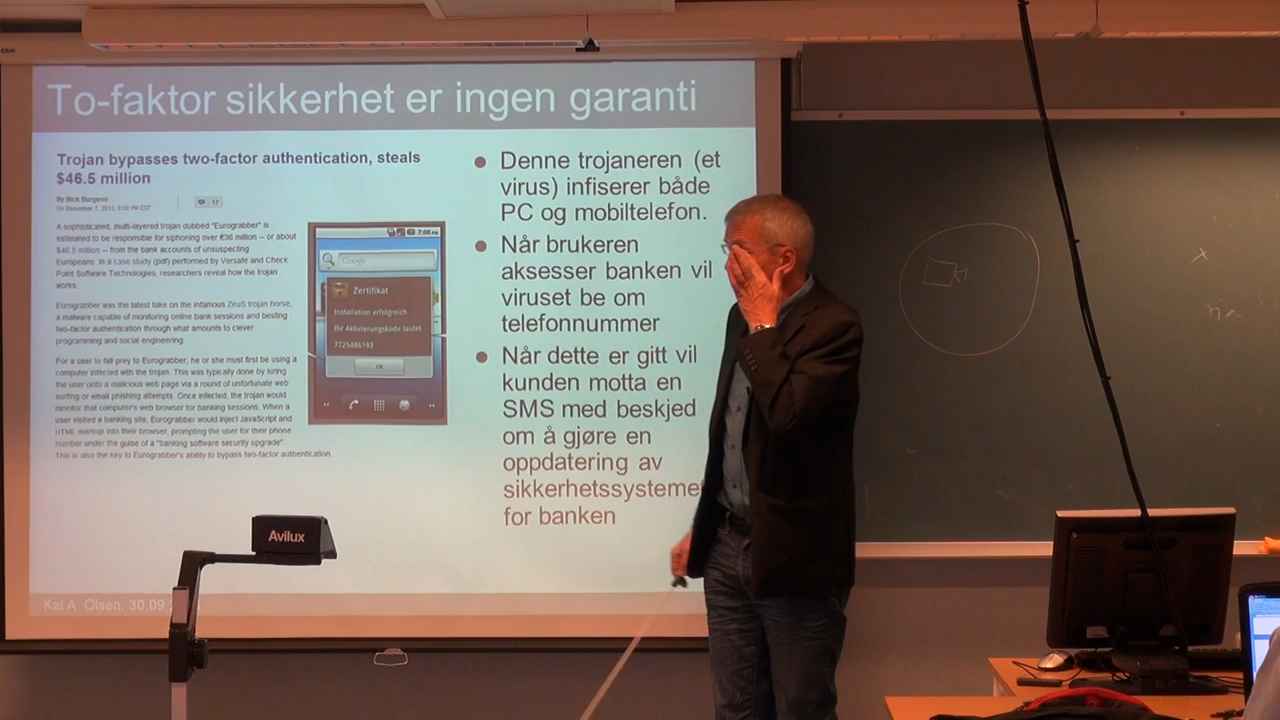 To-faktor sikkerhet er ingen garanti
Trojan bypasses two-factor authentication, steals
$46.5 million
By Rick Burgess
On December 7, 2012, 6:00 PM EST
17
A sophisticated, multi-layered trojan dubbed "Eurograbber" is
estimated to be responsible for siphoning over €36 million -- or about
$46.5 million -- from the bank accounts of unsuspecting
Europeans. In a case study (pdf) performed by Versafe and Check
Point Software Technologies, researchers reveal how the trojan
works.
Eurograbber was the latest take on the infamous ZeuS trojan horse,
a malware capable of monitoring online bank sessions and besting
two-factor authentication through what amounts to clever
programming and social engineering.
For a user to fall prey to Eurograbber, he or she must first be using a
computer infected with the trojan. This was typically done by luring
the user onto a malicious web page via a round of unfortunate web
surfing or email phishing attempts. Once infected, the trojan would
monitor that computer's web browser for banking sessions. When a
user visited a banking site, Eurograbber would inject JavaScript and
HTML markup into their browser, prompting the user for their phone
number under the guise of a "banking software security upgrade".
This is also the key to Eurograbber's ability to bypass two-factor authentication.
7:00 PM
Google
Zertifikat
Installation erfolgreich
Ihr Aktivierungskode lautet
7725486193
Ok
• Denne trojaneren (et
virus) infiserer både
PC og mobiltelefon.
• Når brukeren
aksesser banken vil
viruset be om
telefonnummer
• Når dette er gitt vil
kunden motta en
SMS med beskjed
om å gjøre en
oppdatering av
sikkerhetssysteme
for banken
Kai A. Olsen, 30.09.
Avilux
KT